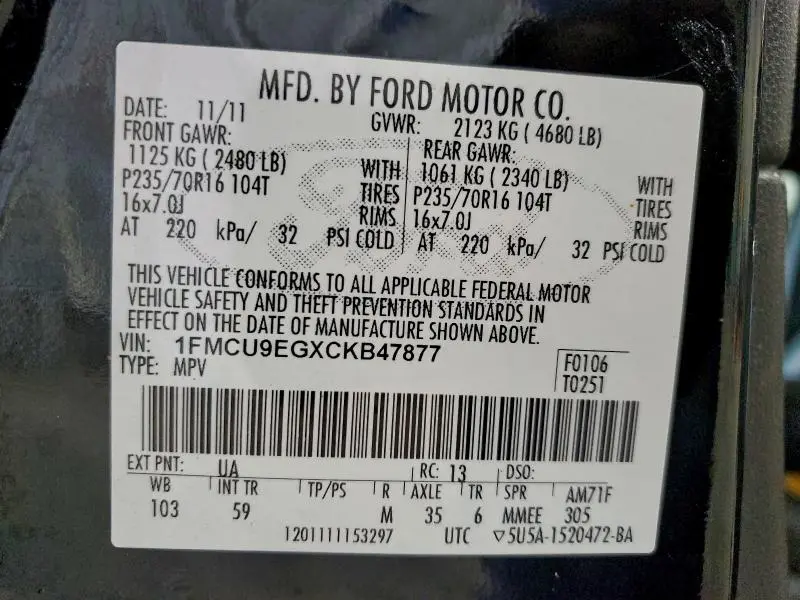 MFD. BY FORD MOTOR CO.
DATE: 11/11 GVWR: 2123 KG ( 4680 LB)
FRONT GAWR: REAR GAWR:
1125 KG ( 2480 LB) WITH 1061 KG ( 2340 LB) WITH
P235/70R16 104T TIRES P235/70R16 104T TIRES
16x7.0J RIMS 16x7.0J RIMS
AT 220 kPa/ 32 PSI COLD AT 220 kPa/ 32 PSI COLD
THIS VEHICLE CONFORMS TO ALL APPLICABLE FEDERAL MOTOR
VEHICLE SAFETY AND THEFT PREVENTION STANDARDS IN
EFFECT ON THE DATE OF MANUFACTURE SHOWN ABOVE.
VIN: 1FMCU9EGXCKB47877
TYPE: MPV
F0106
T0251
EXT PNT: UA RC: 13 DSO:
WB INT TR TP/PS R AXLE TR SPR AM71F
103 59 M 35 6 MMEE 305
1201111153297 UTC ▽5U5A-1520472-BA